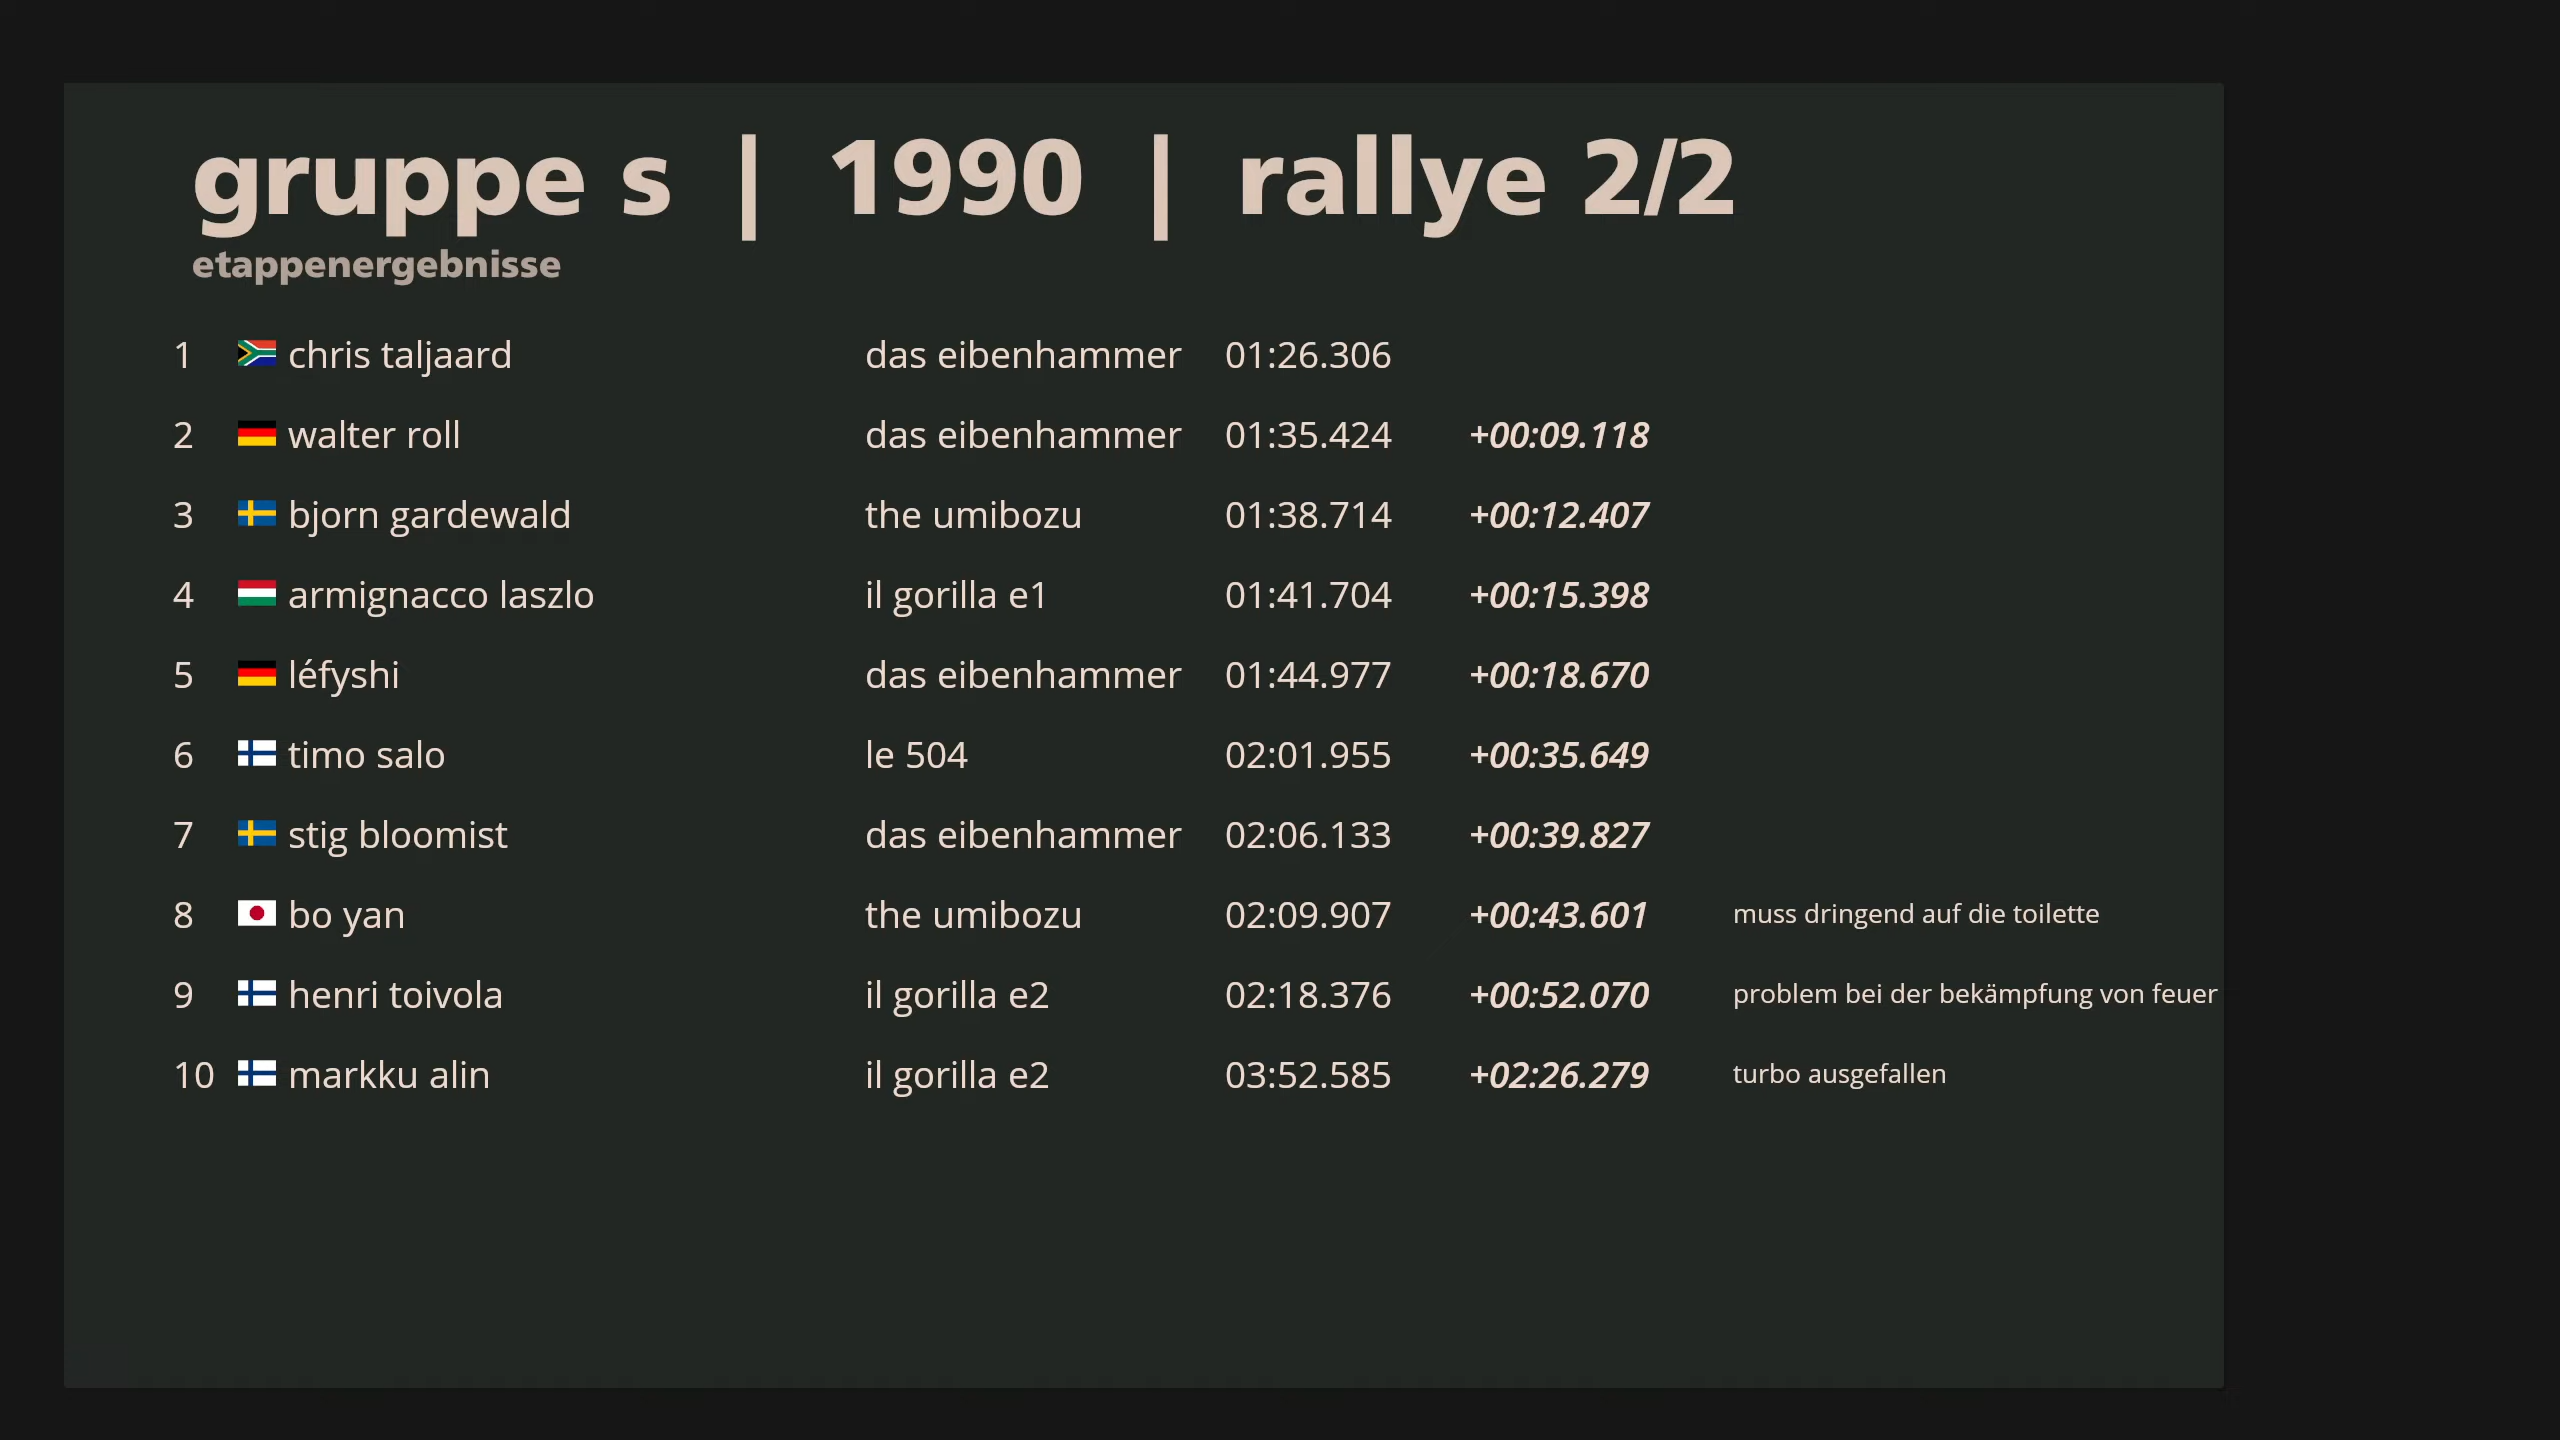 gruppe s | 1990 | rallye 2/2
etappenergebnisse
1 chris taljaard das eibenhammer 01:26.306
2 walter roll das eibenhammer 01:35.424 +00:09.118
3 bjorn gardewald the umibozu 01:38.714 +00:12.407
4 armignacco laszlo il gorilla e1 01:41.704 +00:15.398
5 léfyshi das eibenhammer 01:44.977 +00:18.670
6 timo salo le 504 02:01.955 +00:35.649
7 stig bloomist das eibenhammer 02:06.133 +00:39.827
8 bo yan the umibozu 02:09.907 +00:43.601 muss dringend auf die toilette
9 henri toivola il gorilla e2 02:18.376 +00:52.070 problem bei der bekämpfung von feuer
10 markku alin il gorilla e2 03:52.585 +02:26.279 turbo ausgefallen